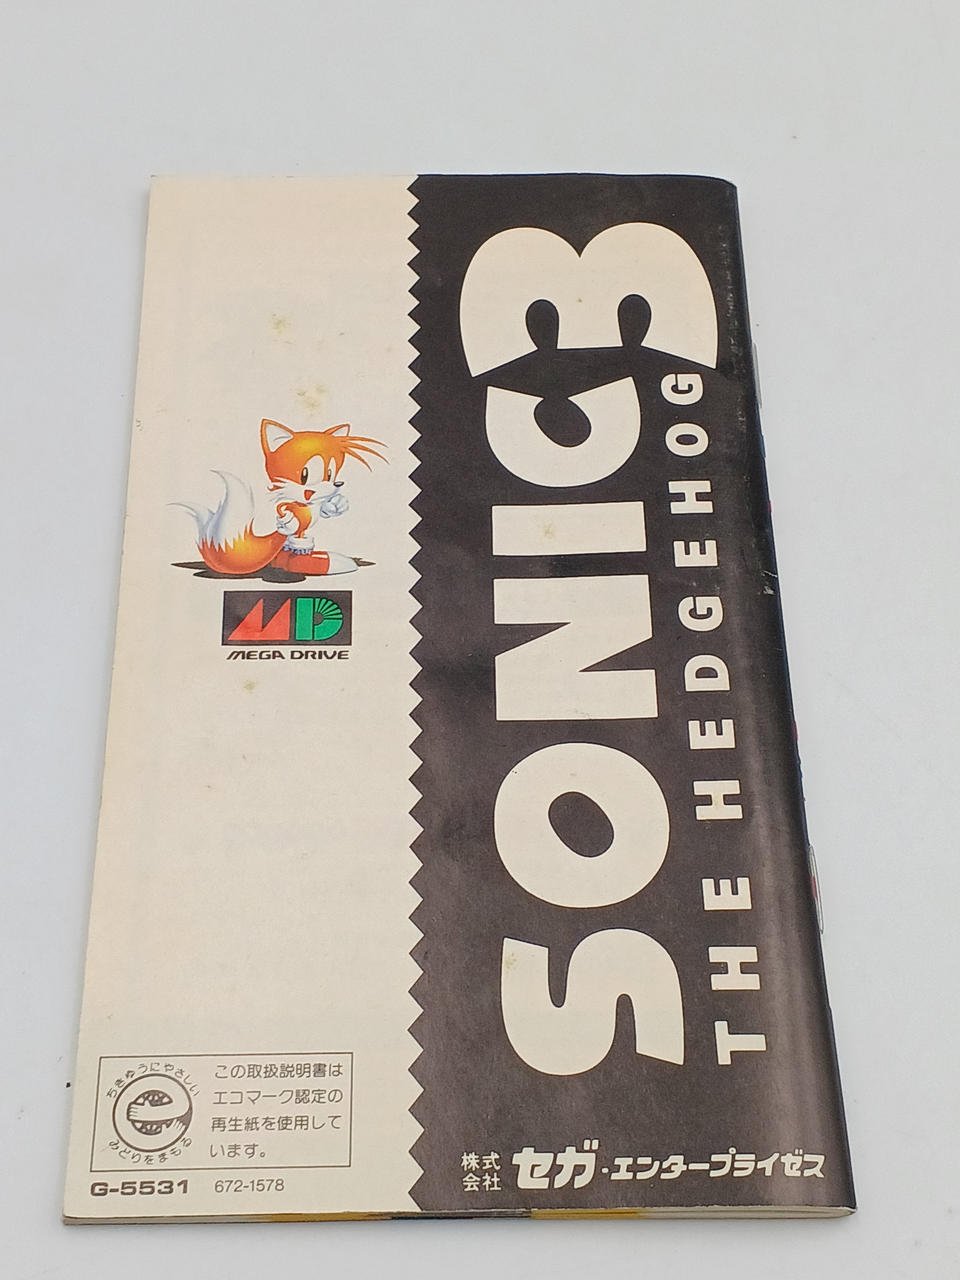 SONIC 3
THE HEDGEHOG
MD
MEGA DRIVE
ちきゅうにやさしい
みどりをまもる
この取扱説明書は
エコマーク認定の
再生紙を使用して
います。
G-5531 672-1578
株式会社 セガ・エンタープライゼス